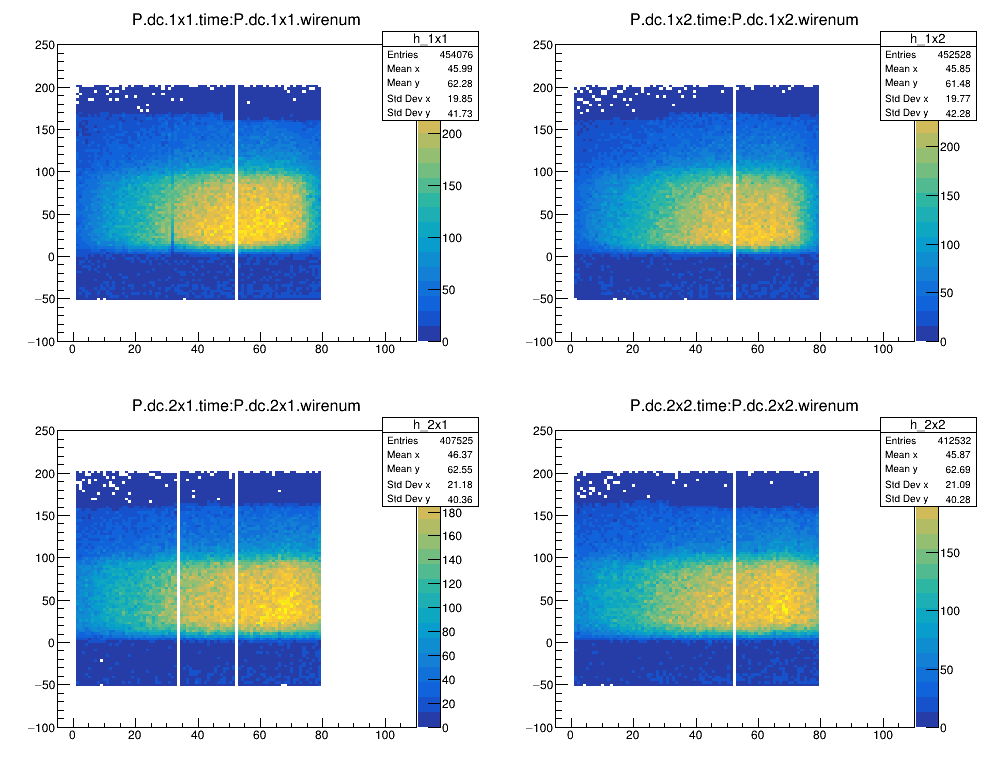 P.dc.1x1.time:P.dc.1x1.wirenum
h_1x1
Entries 454076
Mean x 45.99
Mean y 62.28
Std Dev x 19.85
Std Dev y 41.73
250
200
150
100
50
0
−50
−100
0 20 40 60 80 100
200
150
100
50
0
P.dc.1x2.time:P.dc.1x2.wirenum
h_1x2
Entries 452528
Mean x 45.85
Mean y 61.48
Std Dev x 19.77
Std Dev y 42.28
250
200
150
100
50
0
−50
−100
0 20 40 60 80 100
200
150
100
50
0
P.dc.2x1.time:P.dc.2x1.wirenum
h_2x1
Entries 407525
Mean x 46.37
Mean y 62.55
Std Dev x 21.18
Std Dev y 40.36
250
200
150
100
50
0
−50
−100
0 20 40 60 80 100
180
160
140
120
100
80
60
40
20
0
P.dc.2x2.time:P.dc.2x2.wirenum
h_2x2
Entries 412532
Mean x 45.87
Mean y 62.69
Std Dev x 21.09
Std Dev y 40.28
250
200
150
100
50
0
−50
−100
0 20 40 60 80 100
150
100
50
0